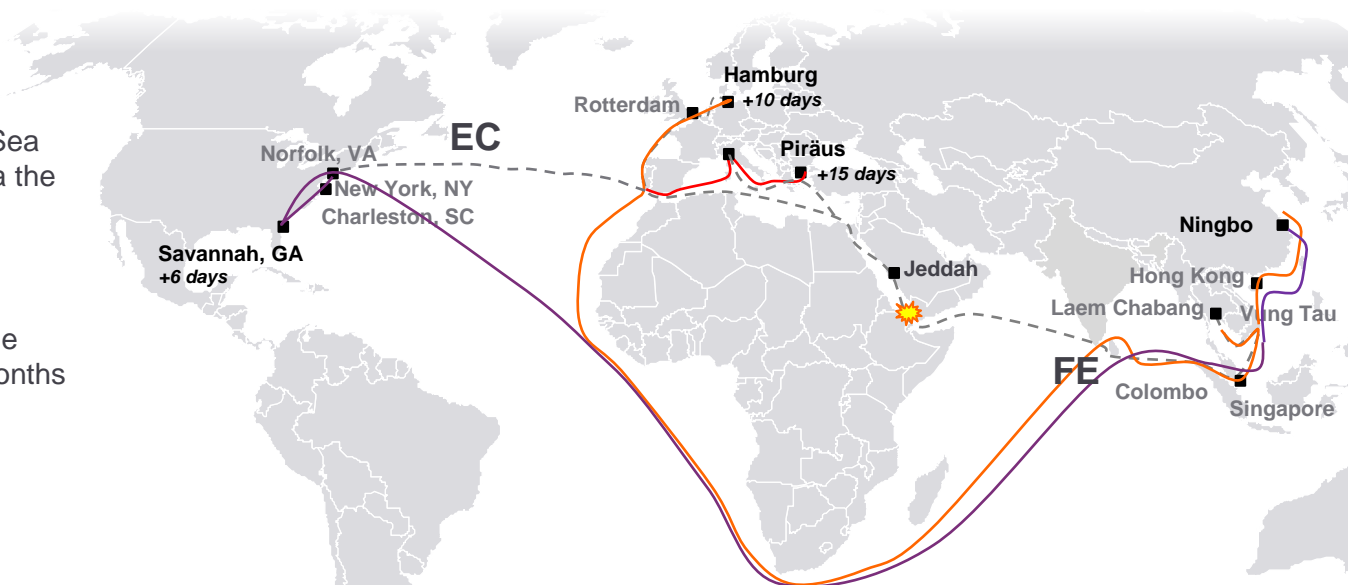 Sea
a the
e
onths
Hamburg
+10 days
Rotterdam
EC
Norfolk, VA
Piräus
+15 days
New York, NY
Charleston, SC
Savannah, GA
+6 days
Ningbo
Jeddah
Hong Kong
Laem Chabang
Vung Tau
FE
Colombo
Singapore